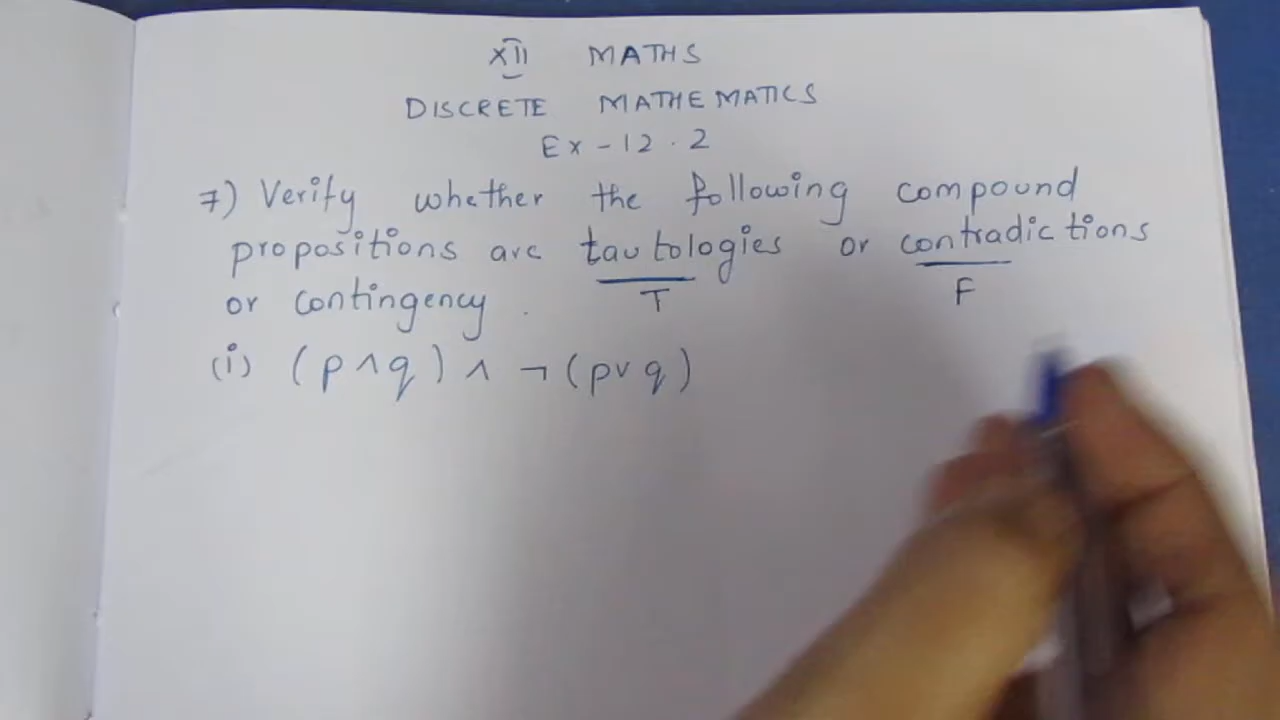 XII MATHS
DISCRETE MATHEMATICS
Ex - 12.2
7) Verify whether the following compound
propositions are tautologies or contradictions
T F
or contingency.
(i) (p ∧ q) ∧ ¬ (p ∨ q)